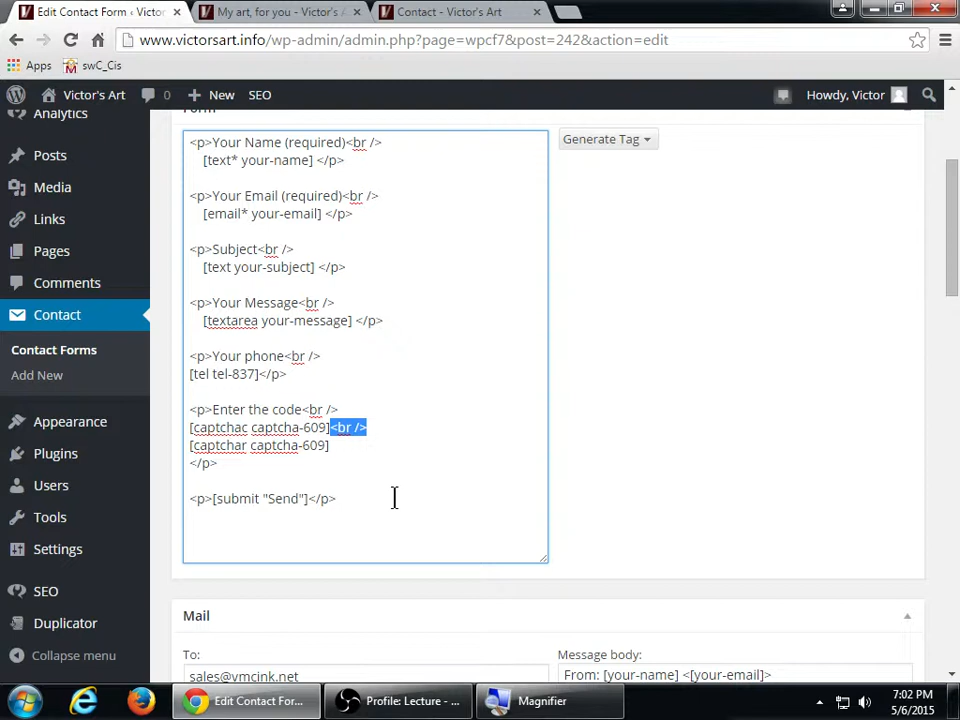 Edit Contact Form ‹ Victor
My art, for you - Victor's A
Contact - Victor's Art
www.victorsart.info/wp-admin/admin.php?page=wpcf7&post=242&action=edit
Apps
swC_Cis
Victor's Art
0
New
SEO
Howdy, Victor
Analytics
Posts
Media
Links
Pages
Comments
Contact
Contact Forms
Add New
Appearance
Plugins
Users
Tools
Settings
SEO
Duplicator
Collapse menu
Form
<p>Your Name (required)<br />
[text* your-name] </p>
<p>Your Email (required)<br />
[email* your-email] </p>
<p>Subject<br />
[text your-subject] </p>
<p>Your Message<br />
[textarea your-message] </p>
<p>Your phone<br />
[tel tel-837]</p>
<p>Enter the code<br />
[captchac captcha-609]<br />
[captchar captcha-609]
</p>
<p>[submit "Send"]</p>
Generate Tag
Mail
To:
sales@vmcink.net
Message body:
From: [your-name] <[your-email]>
Edit Contact For...
Profile: Lecture - ...
Magnifier
7:02 PM
5/6/2015